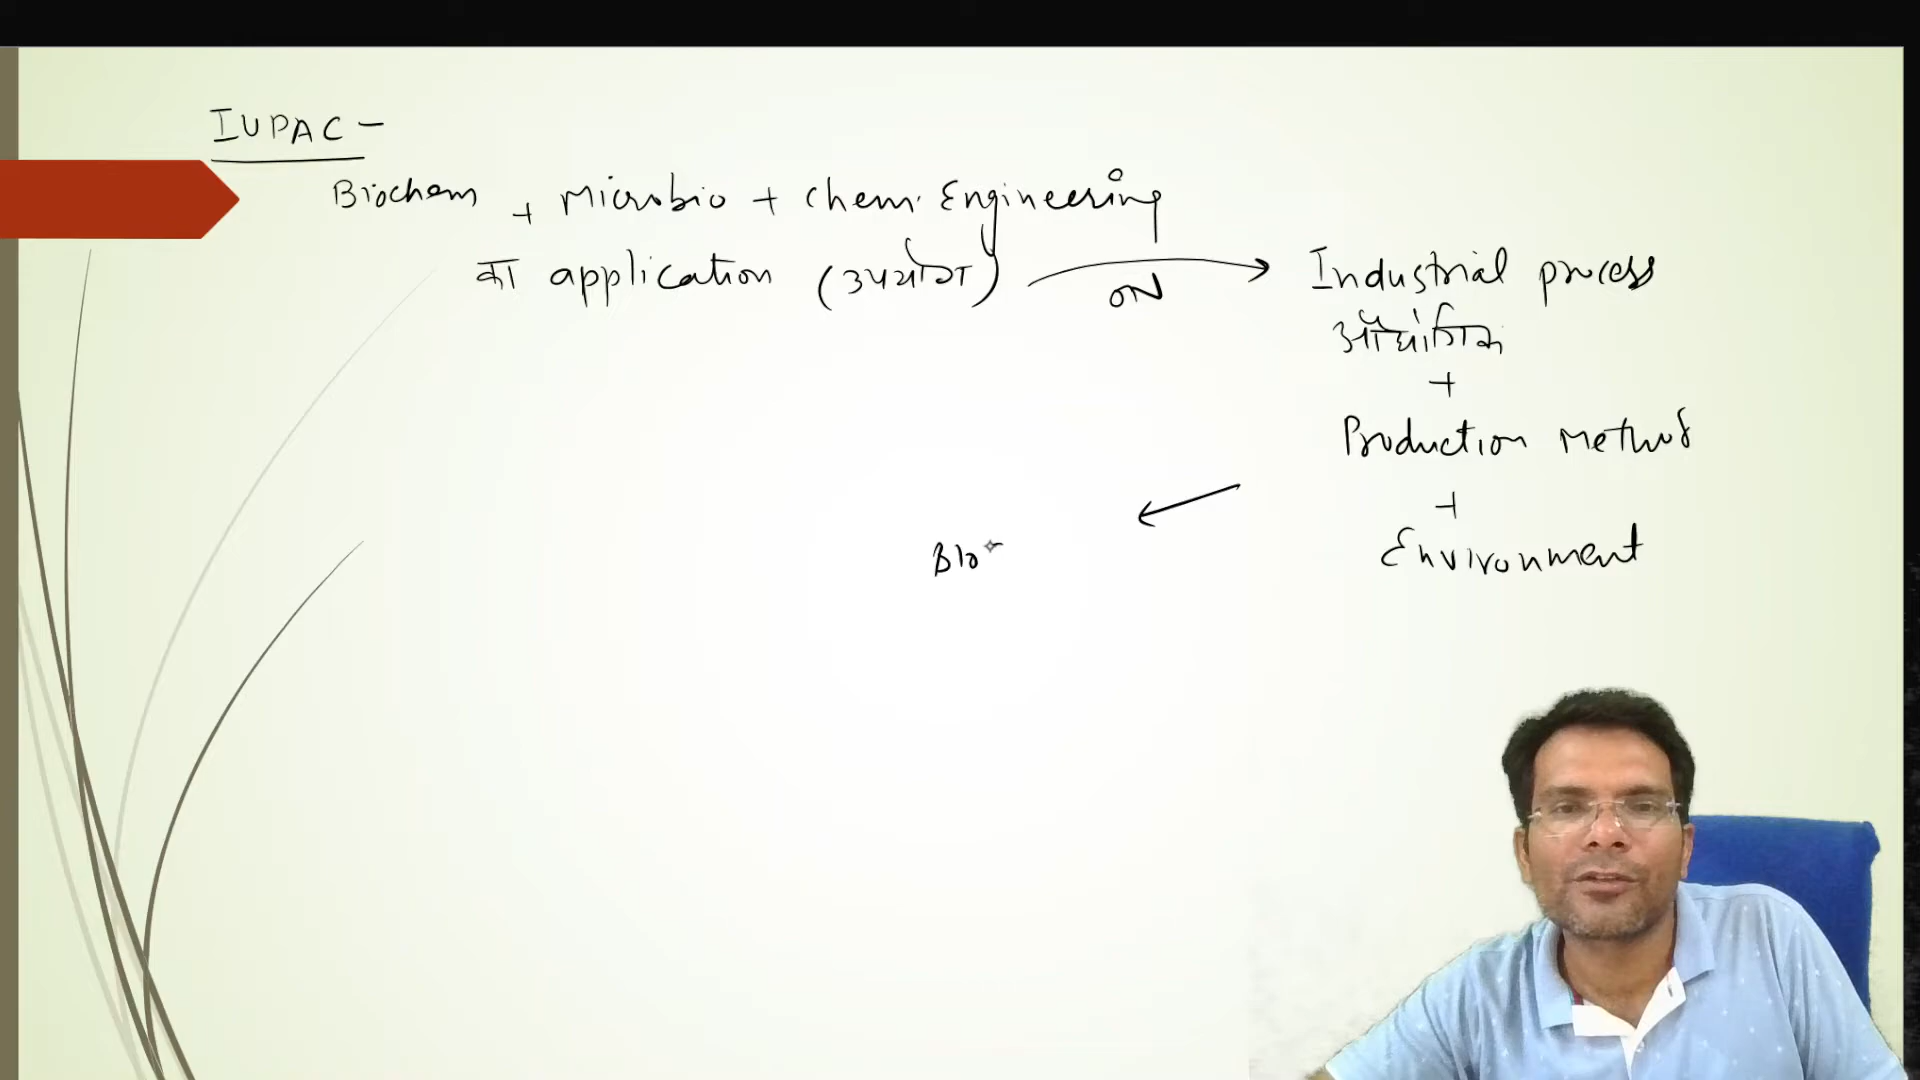 IUPAC -
Biochem + Microbio + Chem. Engineering
का application (उपयोग) ON Industrial process
औद्योगिक
+
Production Method
+
Environment
Bio